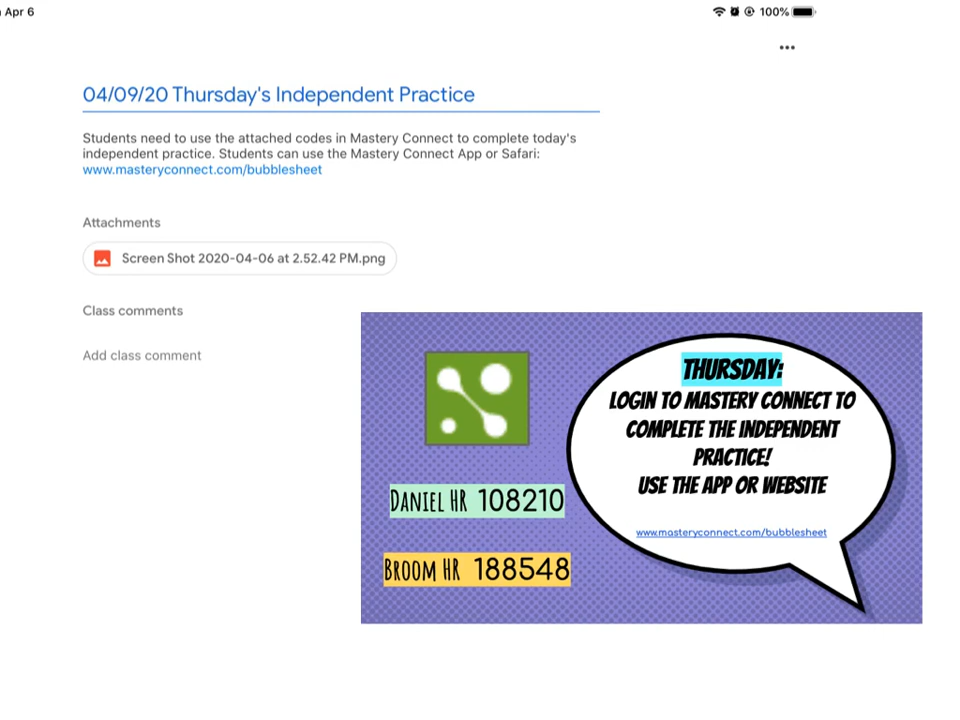 Apr 6
100%
04/09/20 Thursday's Independent Practice
Students need to use the attached codes in Mastery Connect to complete today's
independent practice. Students can use the Mastery Connect App or Safari:
www.masteryconnect.com/bubblesheet
Attachments
Screen Shot 2020-04-06 at 2.52.42 PM.png
Class comments
Add class comment
THURSDAY:
LOGIN TO MASTERY CONNECT TO
COMPLETE THE INDEPENDENT
PRACTICE!
USE THE APP OR WEBSITE
www.masteryconnect.com/bubblesheet
DANIEL HR 108210
BROOM HR 188548